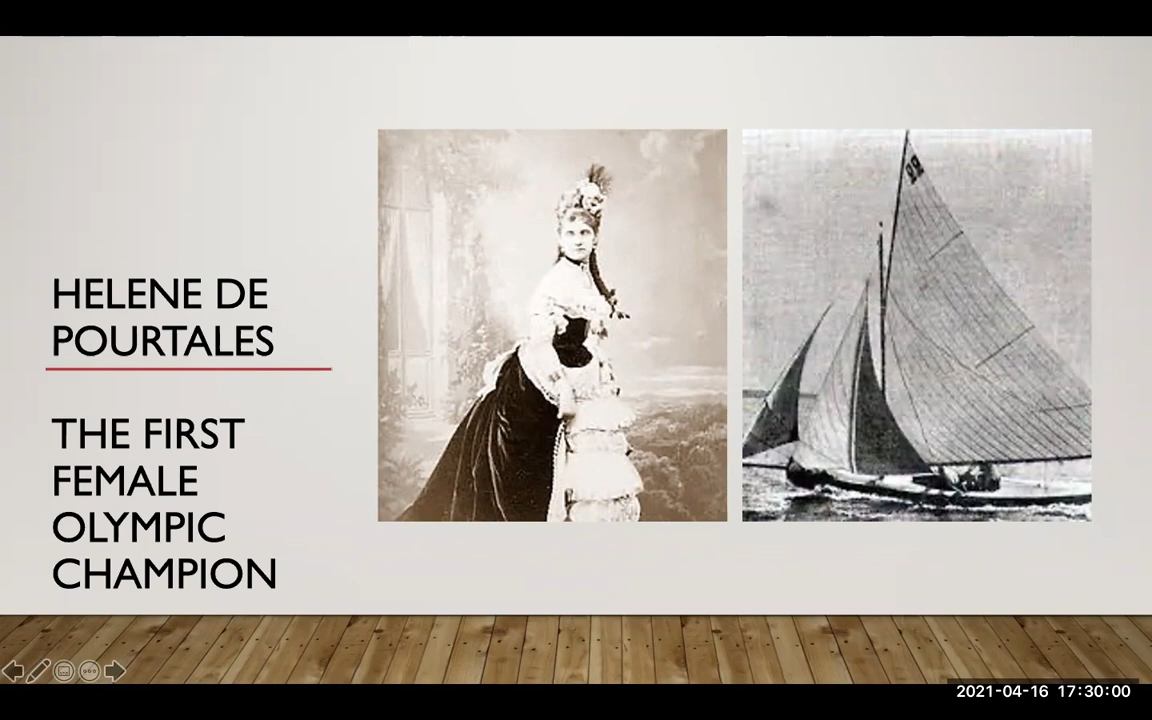 HELENE DE
POURTALES
THE FIRST
FEMALE
OLYMPIC
CHAMPION
2021-04-16 17:30:00